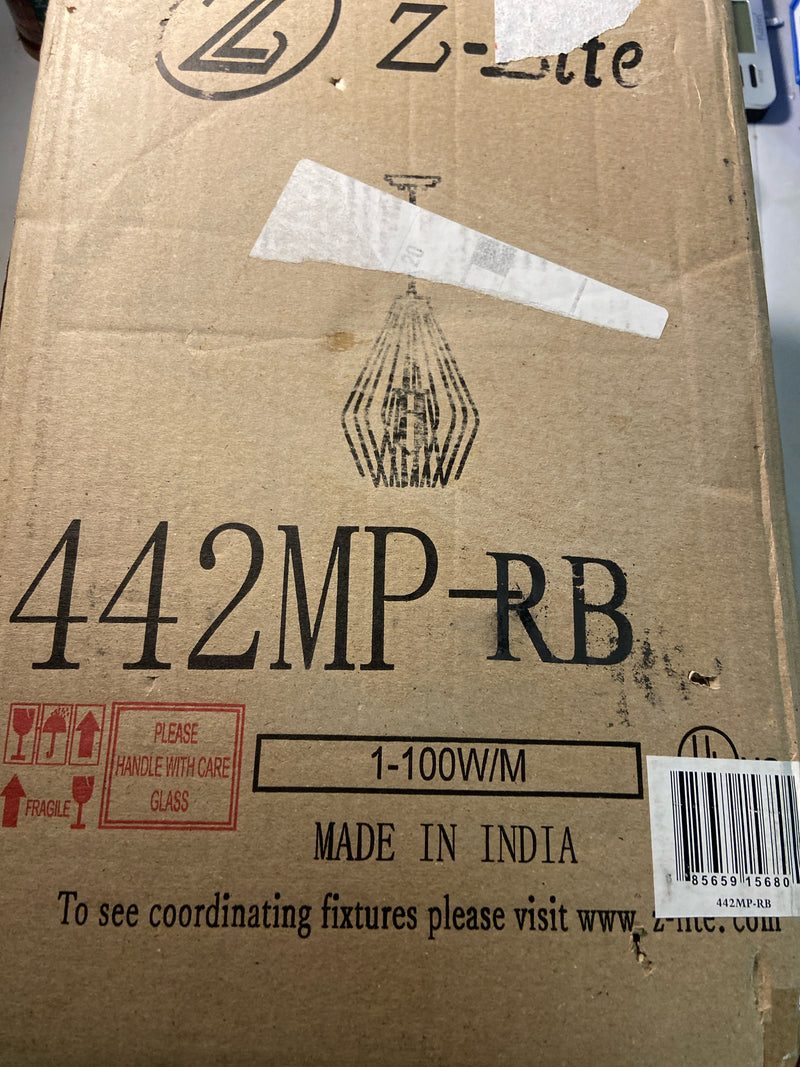 Z Z-Lite
20
442MP-RB
PLEASE
HANDLE WITH CARE
GLASS
FRAGILE
1-100W/M
MADE IN INDIA
85659 15680
442MP-RB
To see coordinating fixtures please visit www.z-lite.com